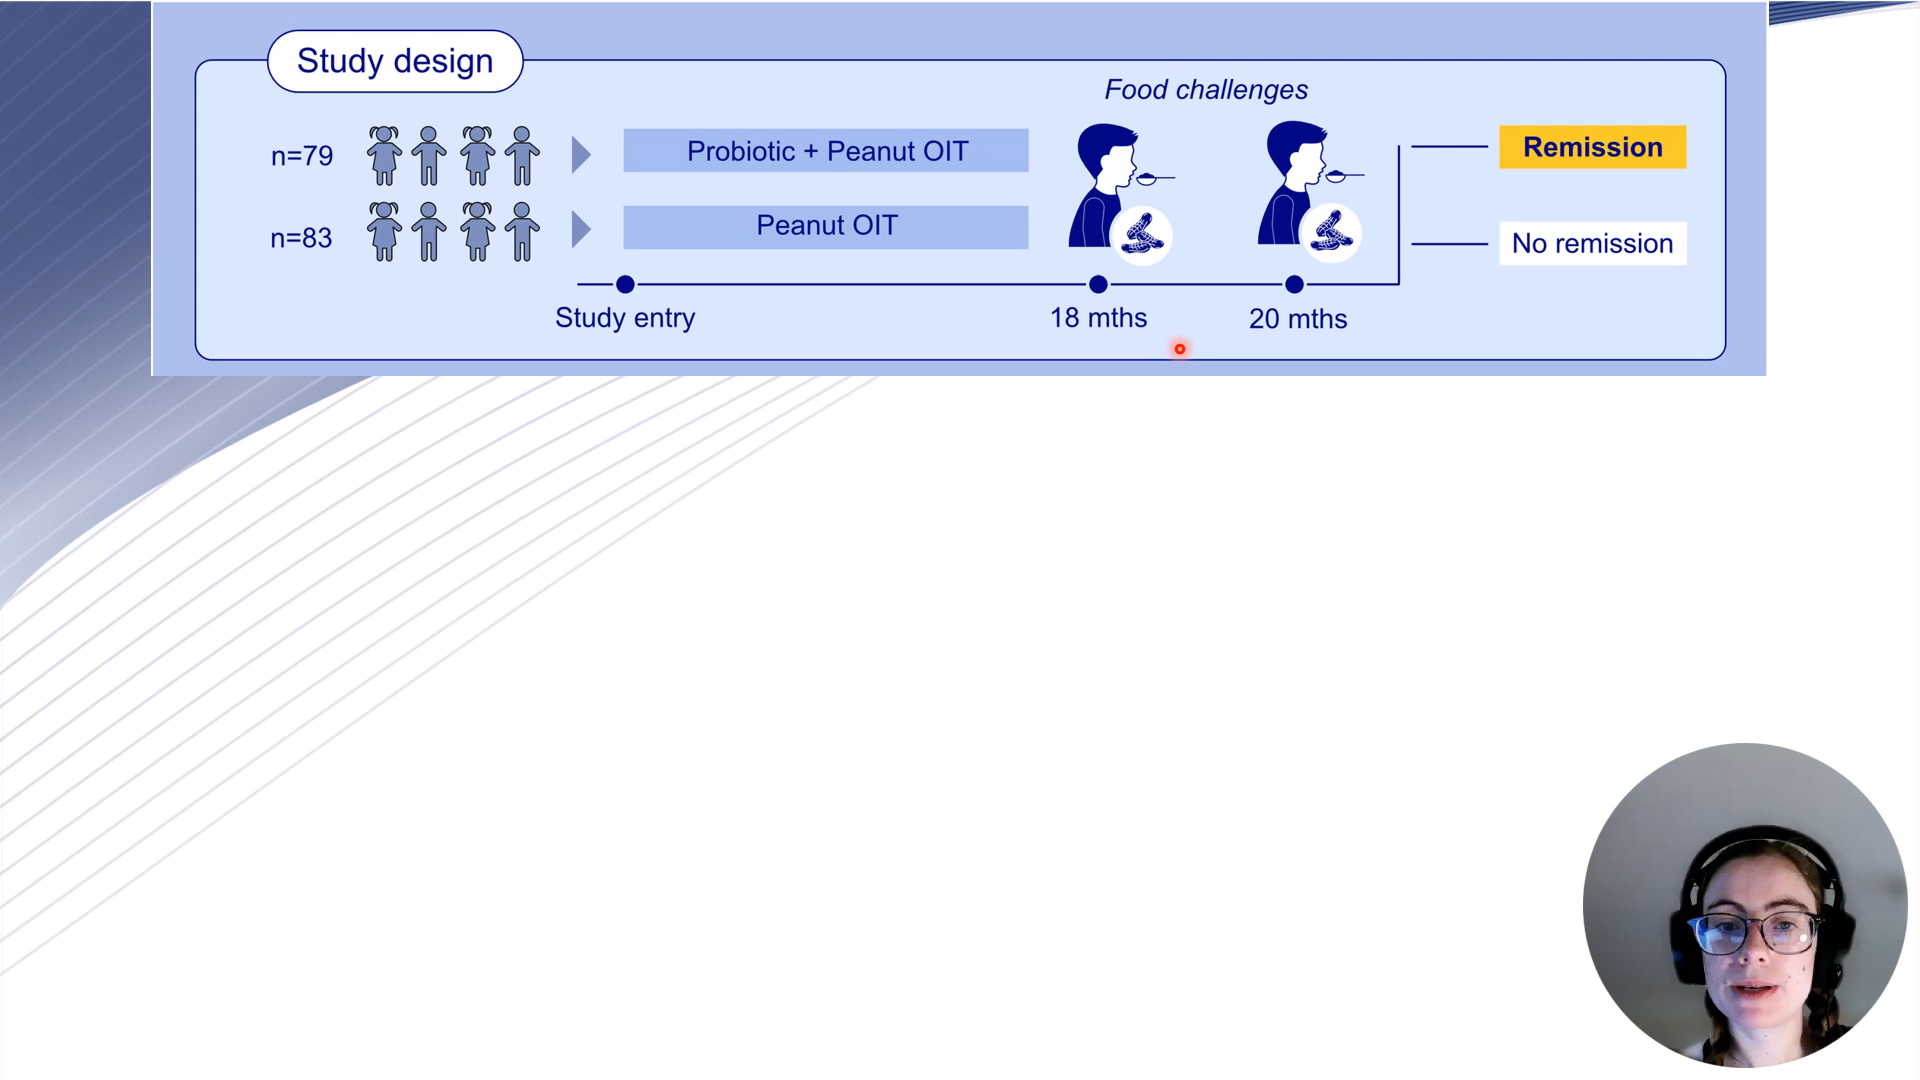 Study design
Food challenges
n=79
Probiotic + Peanut OIT
Remission
n=83
Peanut OIT
No remission
Study entry
18 mths
20 mths